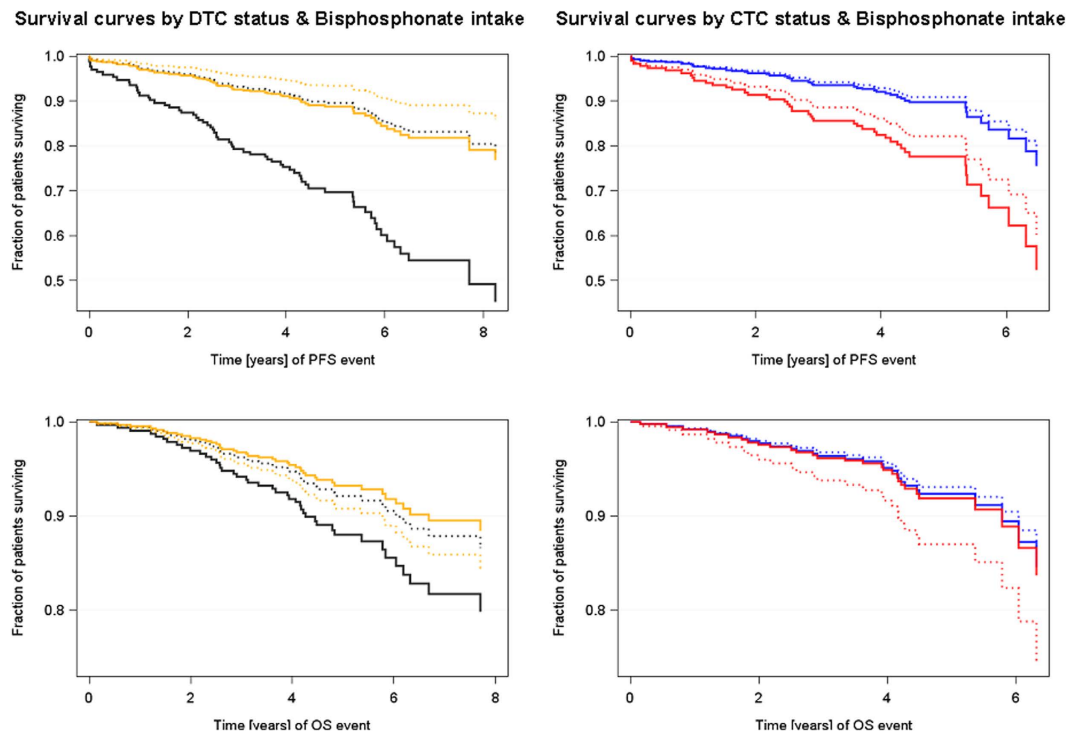 Survival curves by DTC status & Bisphosphonate intake
Survival curves by CTC status & Bisphosphonate intake
Fraction of patients surviving
1.0
0.9
0.8
0.7
0.6
0.5
0 2 4 6 8
Time [years] of PFS event
Fraction of patients surviving
1.0
0.9
0.8
0.7
0.6
0.5
0 2 4 6
Time [years] of PFS event
Fraction of patients surviving
1.0
0.9
0.8
0 2 4 6 8
Time [years] of OS event
Fraction of patients surviving
1.0
0.9
0.8
0 2 4 6
Time [years] of OS event